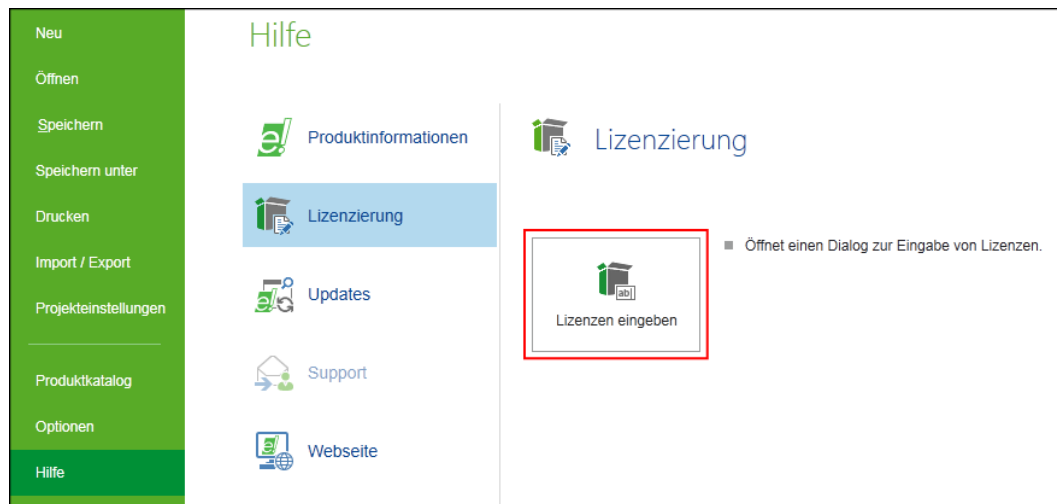 Neu
Öffnen
Speichern
Speichern unter
Drucken
Import / Export
Projekteinstellungen
Produktkatalog
Optionen
Hilfe
Hilfe
e!
Produktinformationen
Lizenzierung
e!
Updates
Support
e!
Webseite
Lizenzierung
ab|
Lizenzen eingeben
Öffnet einen Dialog zur Eingabe von Lizenzen.